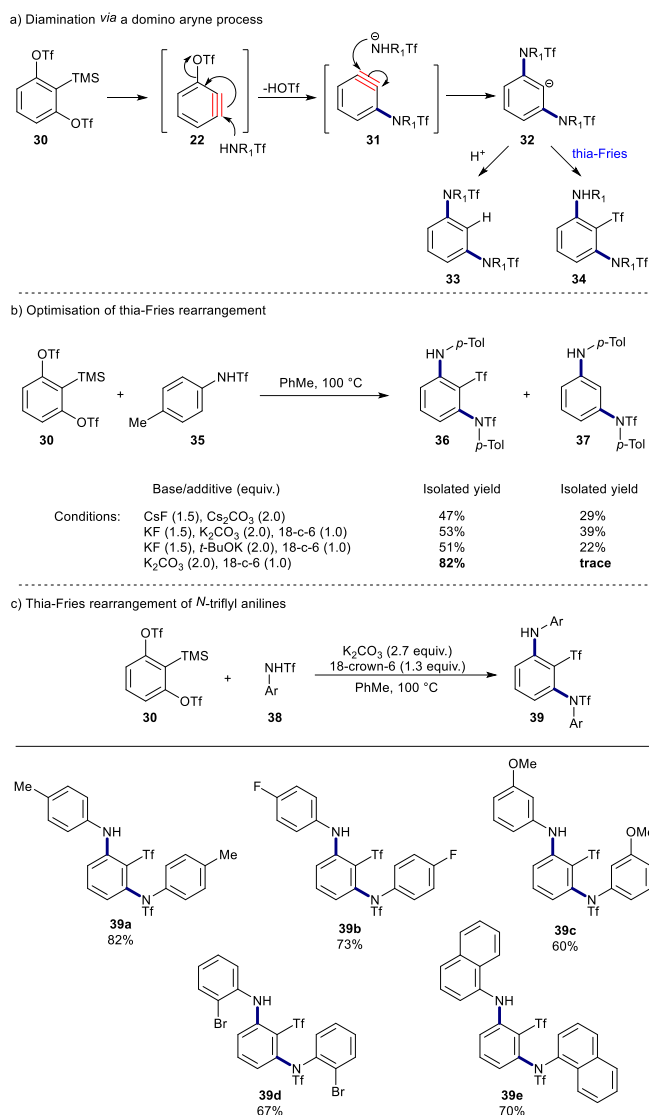 a) Diamination via a domino aryne process
OTf
TMS
OTf
30
OTf
22
HNR1Tf
-HOTf
⊖
NHR1Tf
NR1Tf
31
NR1Tf
⊖
NR1Tf
32
H+
thia-Fries
NR1Tf
H
NR1Tf
33
NHR1
Tf
NR1Tf
34
b) Optimisation of thia-Fries rearrangement
OTf
TMS
OTf
30
+
NHTf
Me
35
PhMe, 100 °C
HN p-Tol
Tf
NTf
p-Tol
36
+
HN p-Tol
NTf
p-Tol
37
Base/additive (equiv.) Isolated yield Isolated yield
Conditions: CsF (1.5), Cs2CO3 (2.0) 47% 29%
KF (1.5), K2CO3 (2.0), 18-c-6 (1.0) 53% 39%
KF (1.5), t-BuOK (2.0), 18-c-6 (1.0) 51% 22%
K2CO3 (2.0), 18-c-6 (1.0) 82% trace
c) Thia-Fries rearrangement of N-triflyl anilines
OTf
TMS
OTf
30
+
NHTf
Ar
38
K2CO3 (2.7 equiv.)
18-crown-6 (1.3 equiv.)
PhMe, 100 °C
HN Ar
Tf
NTf
Ar
39
Me
NH
Tf
Me
N
Tf
39a
82%
F
NH
Tf
F
N
Tf
39b
73%
OMe
NH
OMe
Tf
N
Tf
39c
60%
NH
Br
Tf
N
Tf
Br
39d
67%
NH
Tf
N
Tf
39e
70%